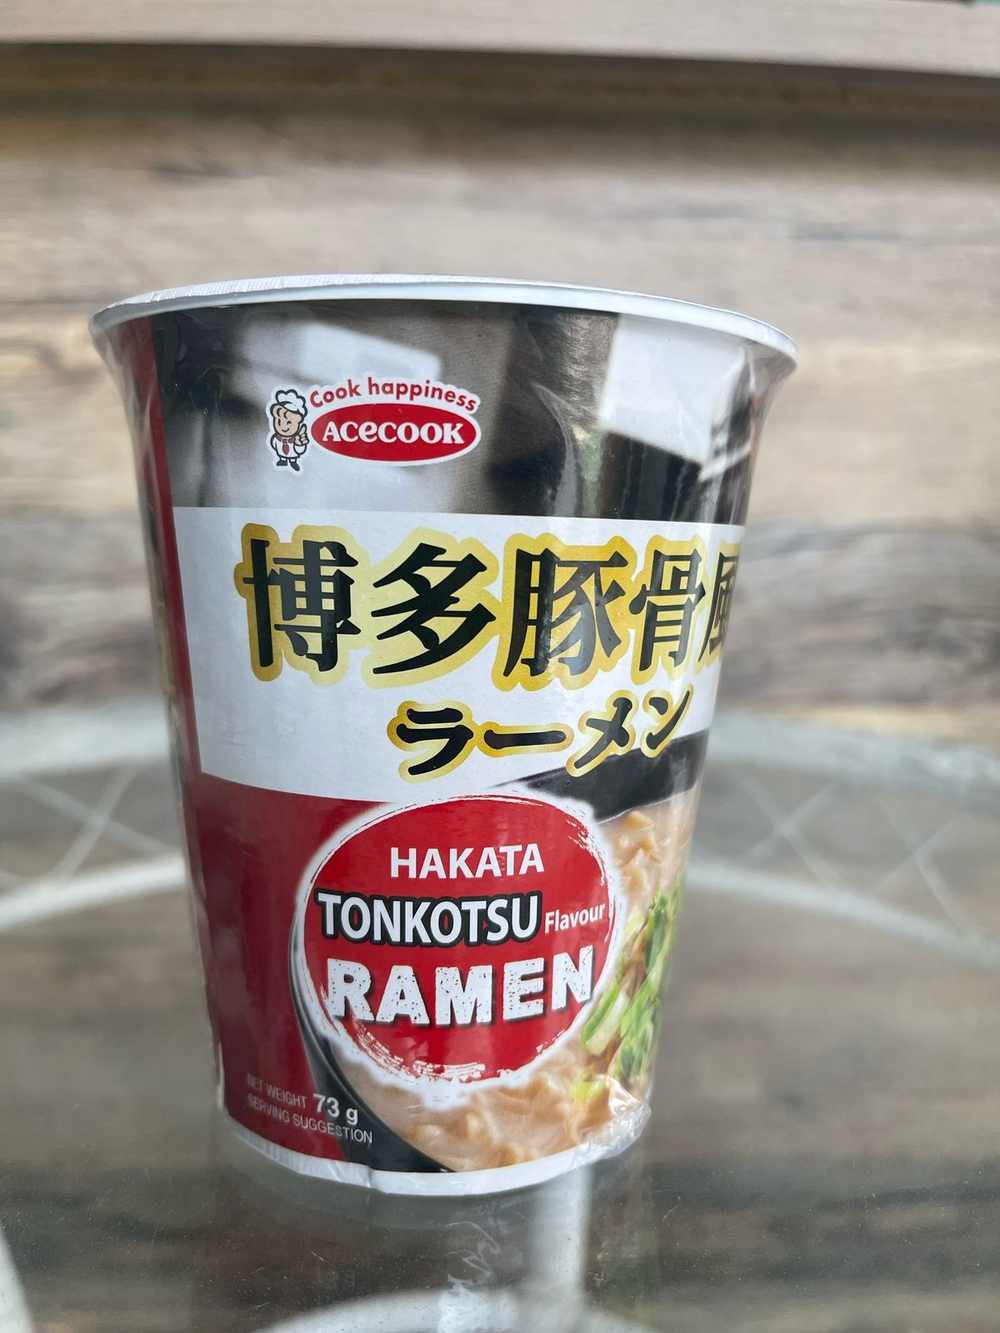 Cook happiness
Acecook
博多豚骨風
ラーメン
HAKATA
TONKOTSU Flavour
RAMEN
NET WEIGHT 73 g
SERVING SUGGESTION